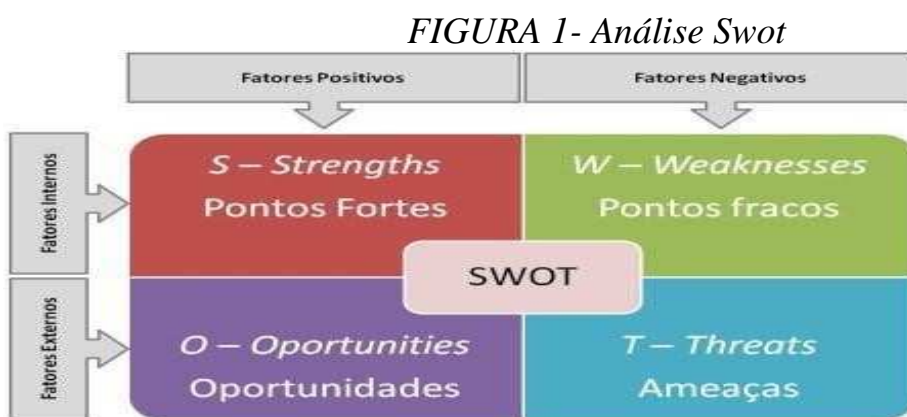 FIGURA 1- Análise Swot
Fatores Positivos
Fatores Negativos
Fatores Internos
S – Strengths
Pontos Fortes
W – Weaknesses
Pontos fracos
SWOT
Fatores Externos
O – Oportunities
Oportunidades
T – Threats
Ameaças